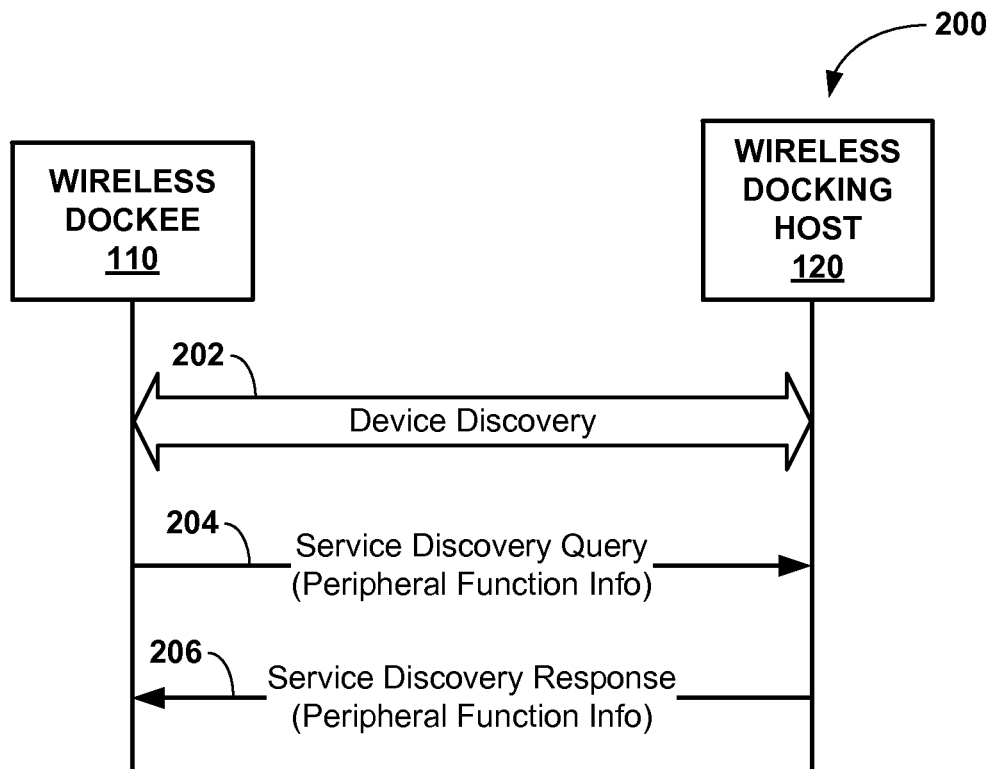 200
WIRELESS
DOCKEE
110
WIRELESS
DOCKING
HOST
120
202
Device Discovery
204
Service Discovery Query
(Peripheral Function Info)
206
Service Discovery Response
(Peripheral Function Info)